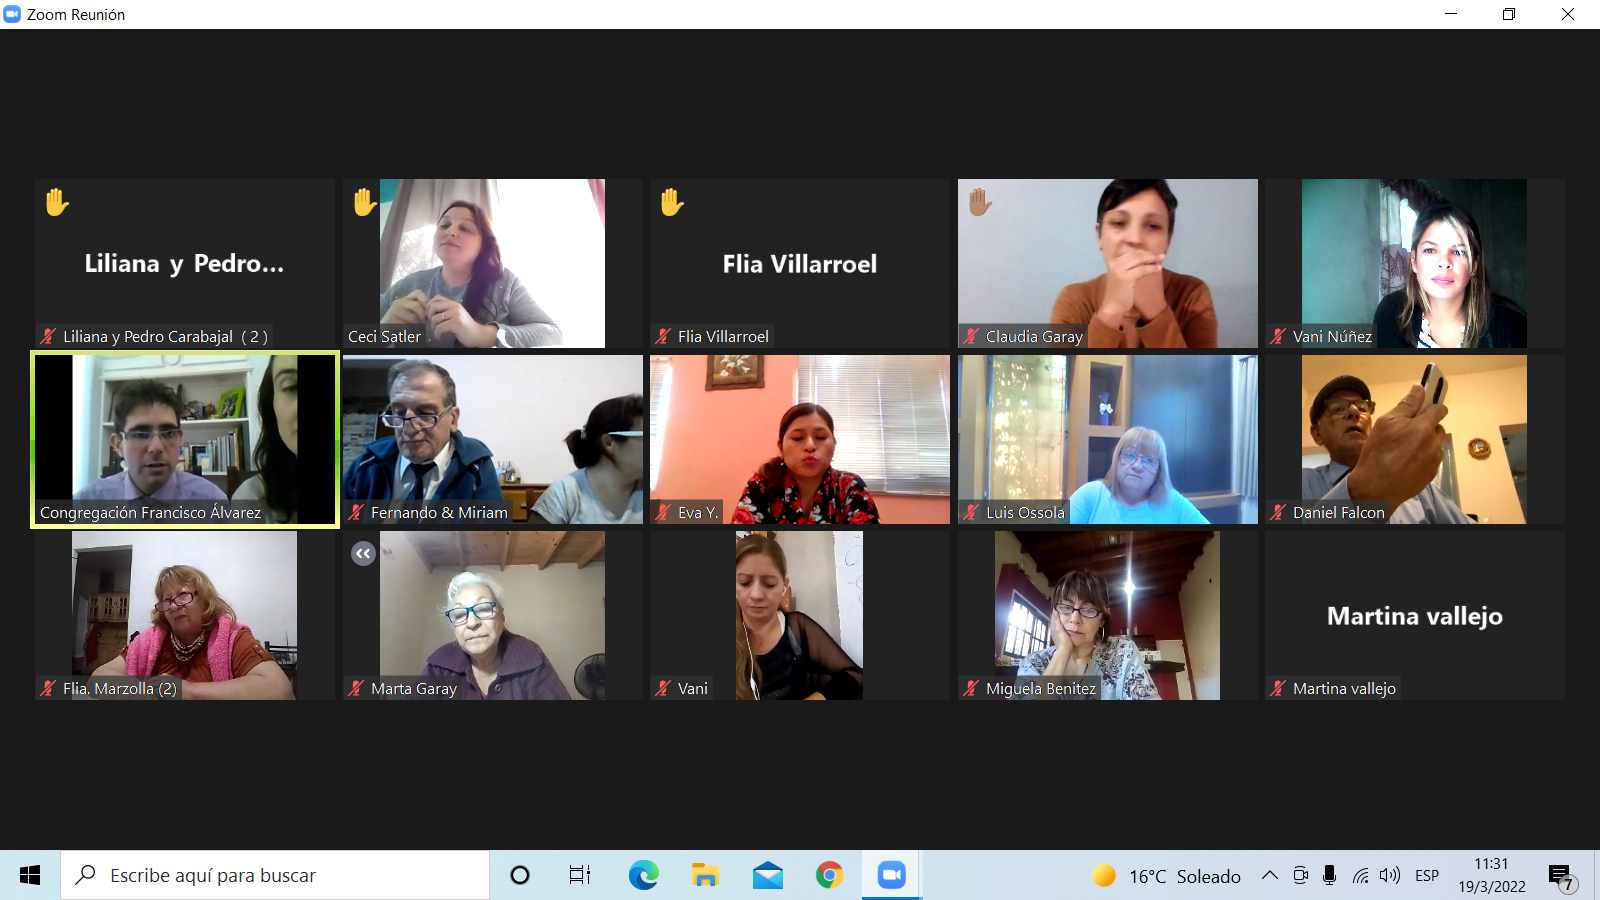 Zoom Reunión
Liliana y Pedro...
Flia Villarroel
Liliana y Pedro Carabajal ( 2 )
Ceci Satler
Flia Villarroel
Claudia Garay
Vani Núñez
Congregación Francisco Álvarez
Fernando & Miriam
Eva Y.
Luis Ossola
Daniel Falcon
Martina vallejo
Flia. Marzolla (2)
Marta Garay
Vani
Miguela Benitez
Martina vallejo
Escribe aquí para buscar
16°C Soleado
ESP
11:31
19/3/2022
7